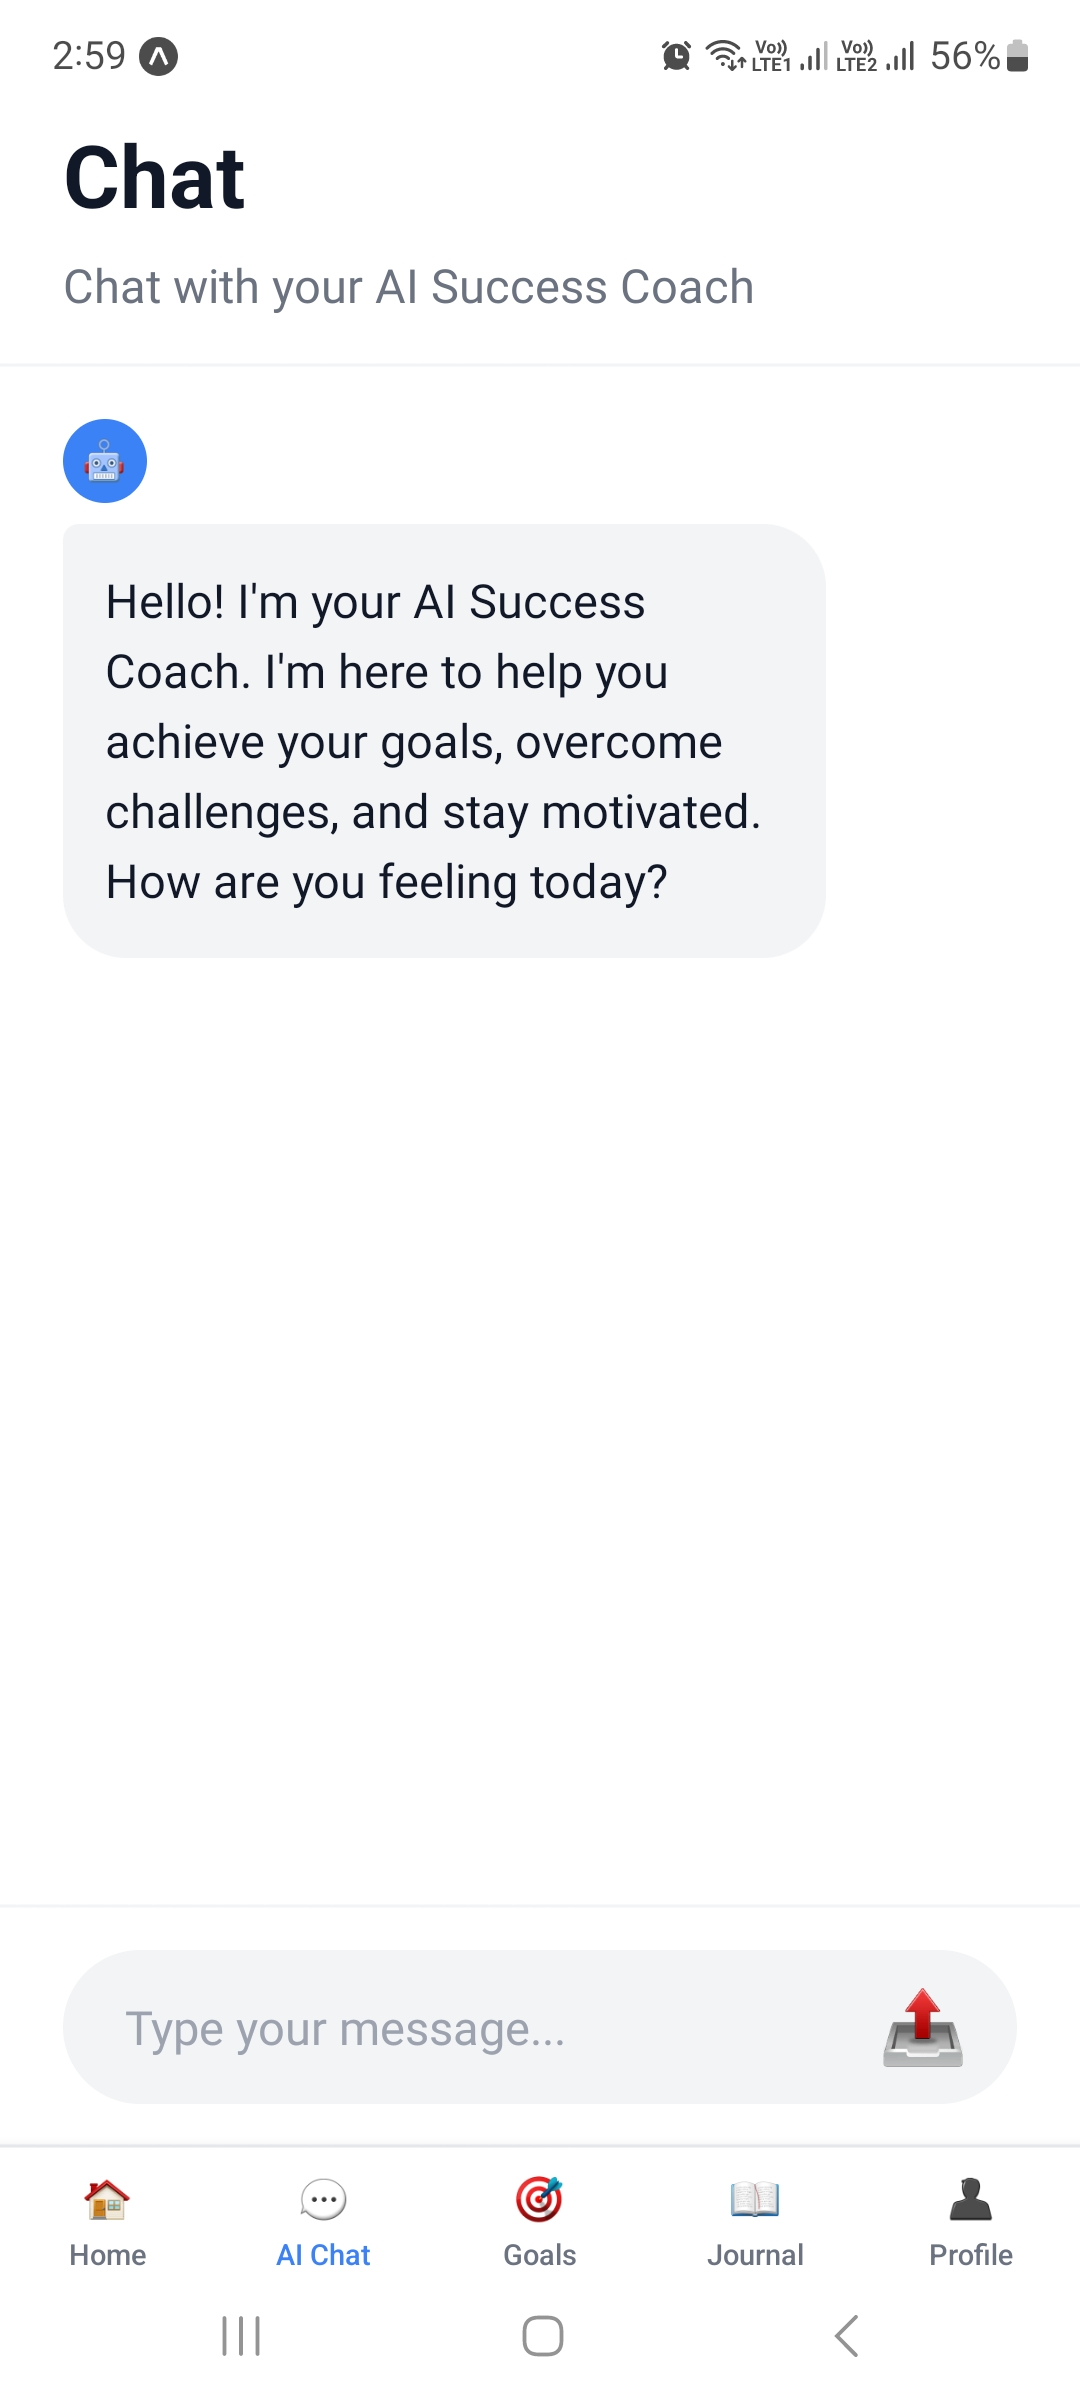 2:59
Vo)) LTE1 Vo)) LTE2 56%
Chat
Chat with your AI Success Coach
Hello! I'm your AI Success
Coach. I'm here to help you
achieve your goals, overcome
challenges, and stay motivated.
How are you feeling today?
Type your message...
Home AI Chat Goals Journal Profile